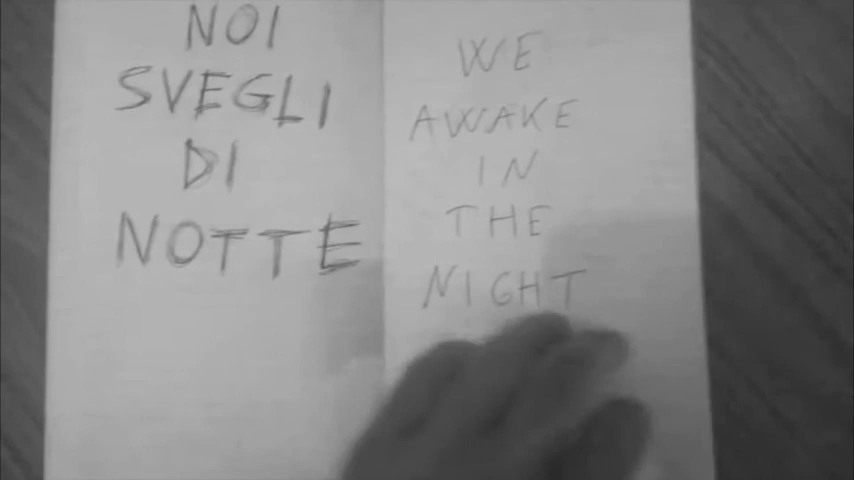 NOI
SVEGLI
DI
NOTTE
WE
AWAKE
IN
THE
NIGHT